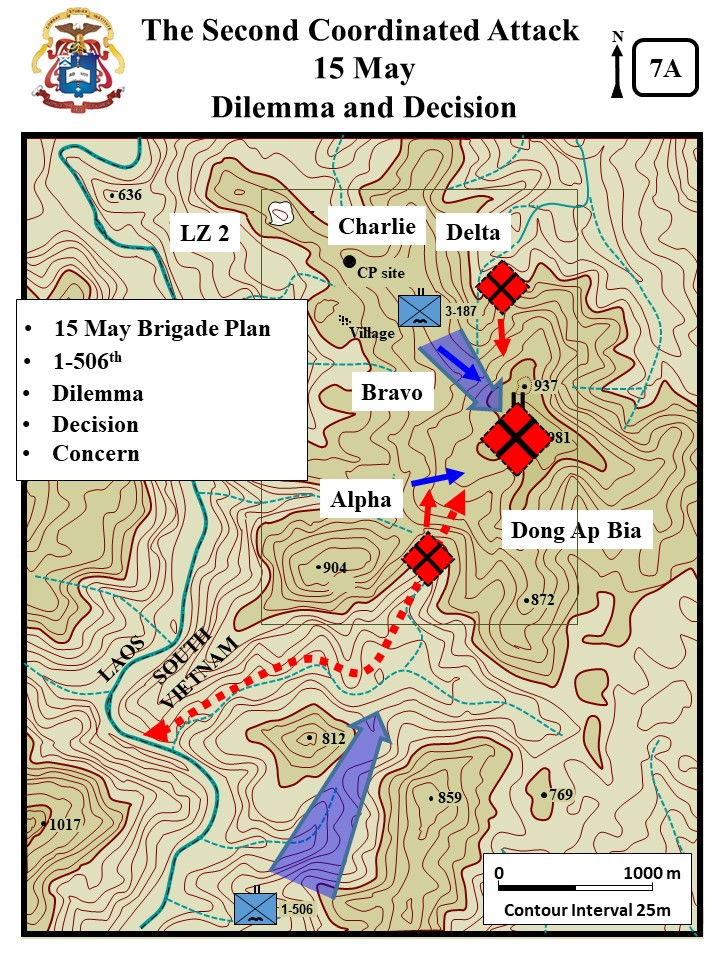 The Second Coordinated Attack
15 May
Dilemma and Decision
N
7A
636
LZ 2
Charlie
Delta
CP site
3-187
Village
• 15 May Brigade Plan
• 1-506th
• Dilemma
• Decision
• Concern
Bravo
937
981
Alpha
Dong Ap Bia
904
872
LAOS
SOUTH
VIETNAM
812
859
769
1017
1-506
0 1000 m
Contour Interval 25m